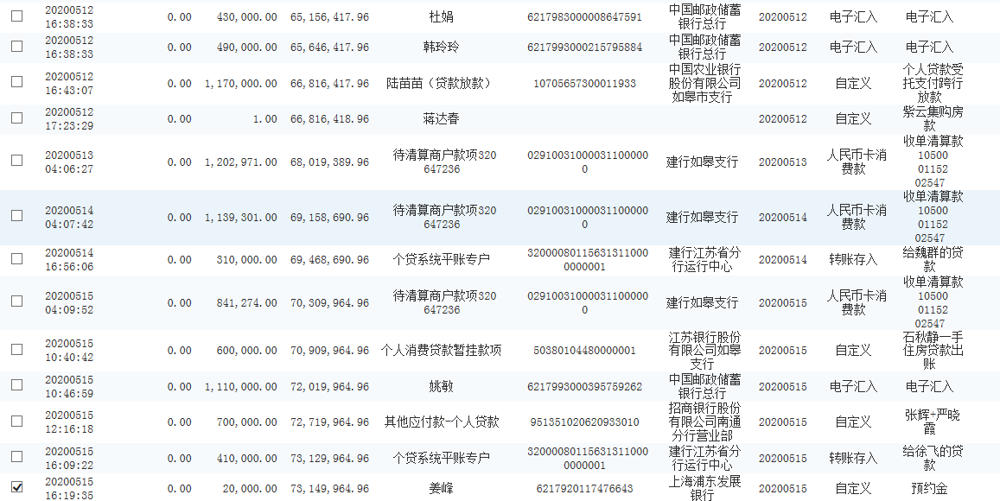 20200512 16:38:33 0.00 430,000.00 65,156,417.96 杜娟 6217983000008647591 中国邮政储蓄银行总行 20200512 电子汇入 电子汇入
20200512 16:38:33 0.00 490,000.00 65,646,417.96 韩玲玲 6217993000215795884 中国邮政储蓄银行总行 20200512 电子汇入 电子汇入
20200512 16:43:07 0.00 1,170,000.00 66,816,417.96 陆苗苗（贷款放款） 10705657300011933 中国农业银行股份有限公司如皋市支行 20200512 自定义 个人贷款受托支付跨行放款
20200512 17:23:29 0.00 1.00 66,816,418.96 蒋达春 20200512 自定义 紫云集购房款
20200513 04:06:27 0.00 1,202,971.00 68,019,389.96 待清算商户款项320647236 029100310000311000000 建行如皋支行 20200513 人民币卡消费款 收单清算款 10500 01152 02547
20200514 04:07:42 0.00 1,139,301.00 69,158,690.96 待清算商户款项320647236 029100310000311000000 建行如皋支行 20200514 人民币卡消费款 收单清算款 10500 01152 02547
20200514 16:56:06 0.00 310,000.00 69,468,690.96 个贷系统平账专户 320000801156313110000000001 建行江苏省分行运行中心 20200514 转账存入 给魏群的贷款
20200515 04:09:52 0.00 841,274.00 70,309,964.96 待清算商户款项320647236 029100310000311000000 建行如皋支行 20200515 人民币卡消费款 收单清算款 10500 01152 02547
20200515 10:40:42 0.00 600,000.00 70,909,964.96 个人消费贷款暂挂款项 50380104480000001 江苏银行股份有限公司如皋支行 20200515 自定义 石秋静一手住房贷款出账
20200515 10:46:59 0.00 1,110,000.00 72,019,964.96 姚敏 6217993000395759262 中国邮政储蓄银行总行 20200515 电子汇入 电子汇入
20200515 12:16:18 0.00 700,000.00 72,719,964.96 其他应付款-个人贷款 951351020620933010 招商银行股份有限公司南通分行营业部 20200515 自定义 张辉+严晓霞
20200515 16:09:22 0.00 410,000.00 73,129,964.96 个贷系统平账专户 320000801156313110000000001 建行江苏省分行运行中心 20200515 转账存入 给徐飞的贷款
20200515 16:19:35 0.00 20,000.00 73,149,964.96 姜峰 6217920117476643 上海浦东发展银行 20200515 自定义 预约金